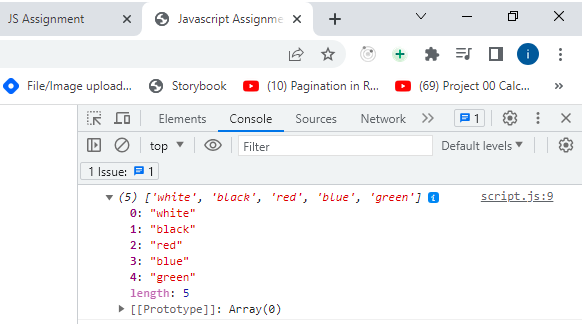 JS Assignment Javascript Assignme
File/Image upload... Storybook (10) Pagination in R... (69) Project 00 Calc... »
Elements Console Sources Network » 1
top Filter Default levels
1 Issue: 1
(5) ['white', 'black', 'red', 'blue', 'green'] i script.js:9
0: "white"
1: "black"
2: "red"
3: "blue"
4: "green"
length: 5
[[Prototype]]: Array(0)